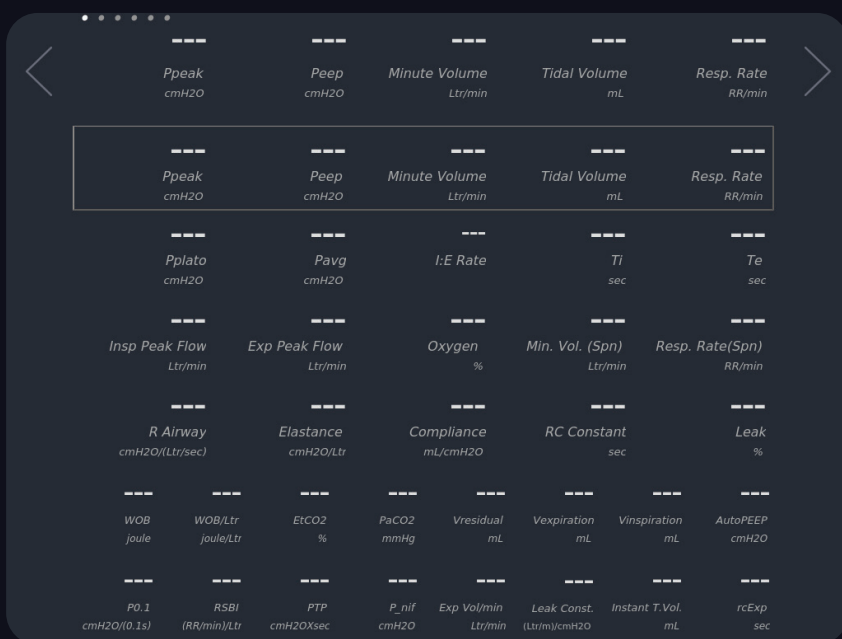 --- --- --- --- ---
Ppeak Peep Minute Volume Tidal Volume Resp. Rate
cmH2O cmH2O Ltr/min mL RR/min
--- --- --- --- ---
Ppeak Peep Minute Volume Tidal Volume Resp. Rate
cmH2O cmH2O Ltr/min mL RR/min
--- --- --- --- ---
Pplato Pavg I:E Rate Ti Te
cmH2O cmH2O sec sec
--- --- --- --- ---
Insp Peak Flow Exp Peak Flow Oxygen Min. Vol. (Spn) Resp. Rate(Spn)
Ltr/min Ltr/min % Ltr/min RR/min
--- --- --- --- ---
R Airway Elastance Compliance RC Constant Leak
cmH2O/(Ltr/sec) cmH2O/Ltr mL/cmH2O sec %
--- --- --- --- --- --- --- ---
WOB WOB/Ltr EtCO2 PaCO2 Vresidual Vexpiration Vinspiration AutoPEEP
joule joule/Ltr % mmHg mL mL mL cmH2O
--- --- --- --- --- --- --- ---
P0.1 RSBI PTP P_nif Exp Vol/min Leak Const. Instant T.Vol. rcExp
cmH2O/(0.1s) (RR/min)/Ltr cmH2OXsec cmH2O Ltr/min (Ltr/m)/cmH2O mL sec